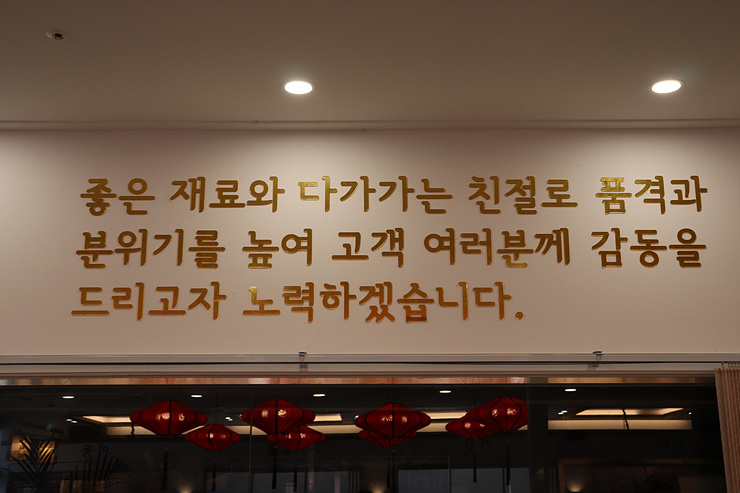 좋은 재료와 다가가는 친절로 품격과
분위기를 높여 고객 여러분께 감동을
드리고자 노력하겠습니다.